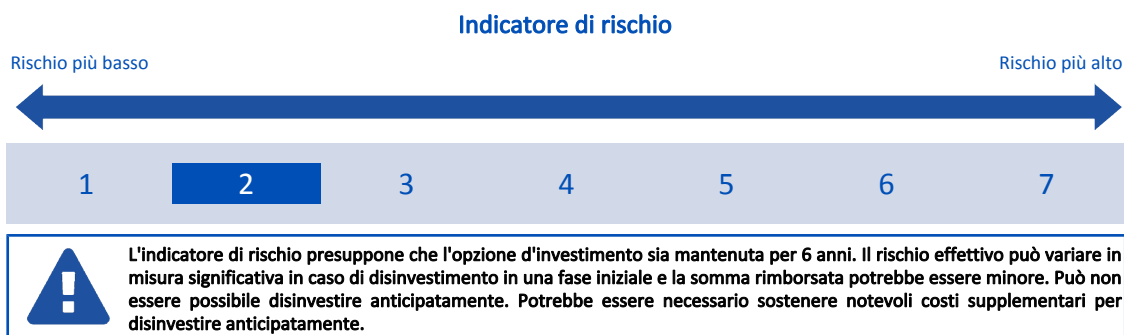 Indicatore di rischio
Rischio più basso Rischio più alto
1 2 3 4 5 6 7
L'indicatore di rischio presuppone che l'opzione d'investimento sia mantenuta per 6 anni. Il rischio effettivo può variare in
misura significativa in caso di disinvestimento in una fase iniziale e la somma rimborsata potrebbe essere minore. Può non
essere possibile disinvestire anticipatamente. Potrebbe essere necessario sostenere notevoli costi supplementari per
disinvestire anticipatamente.